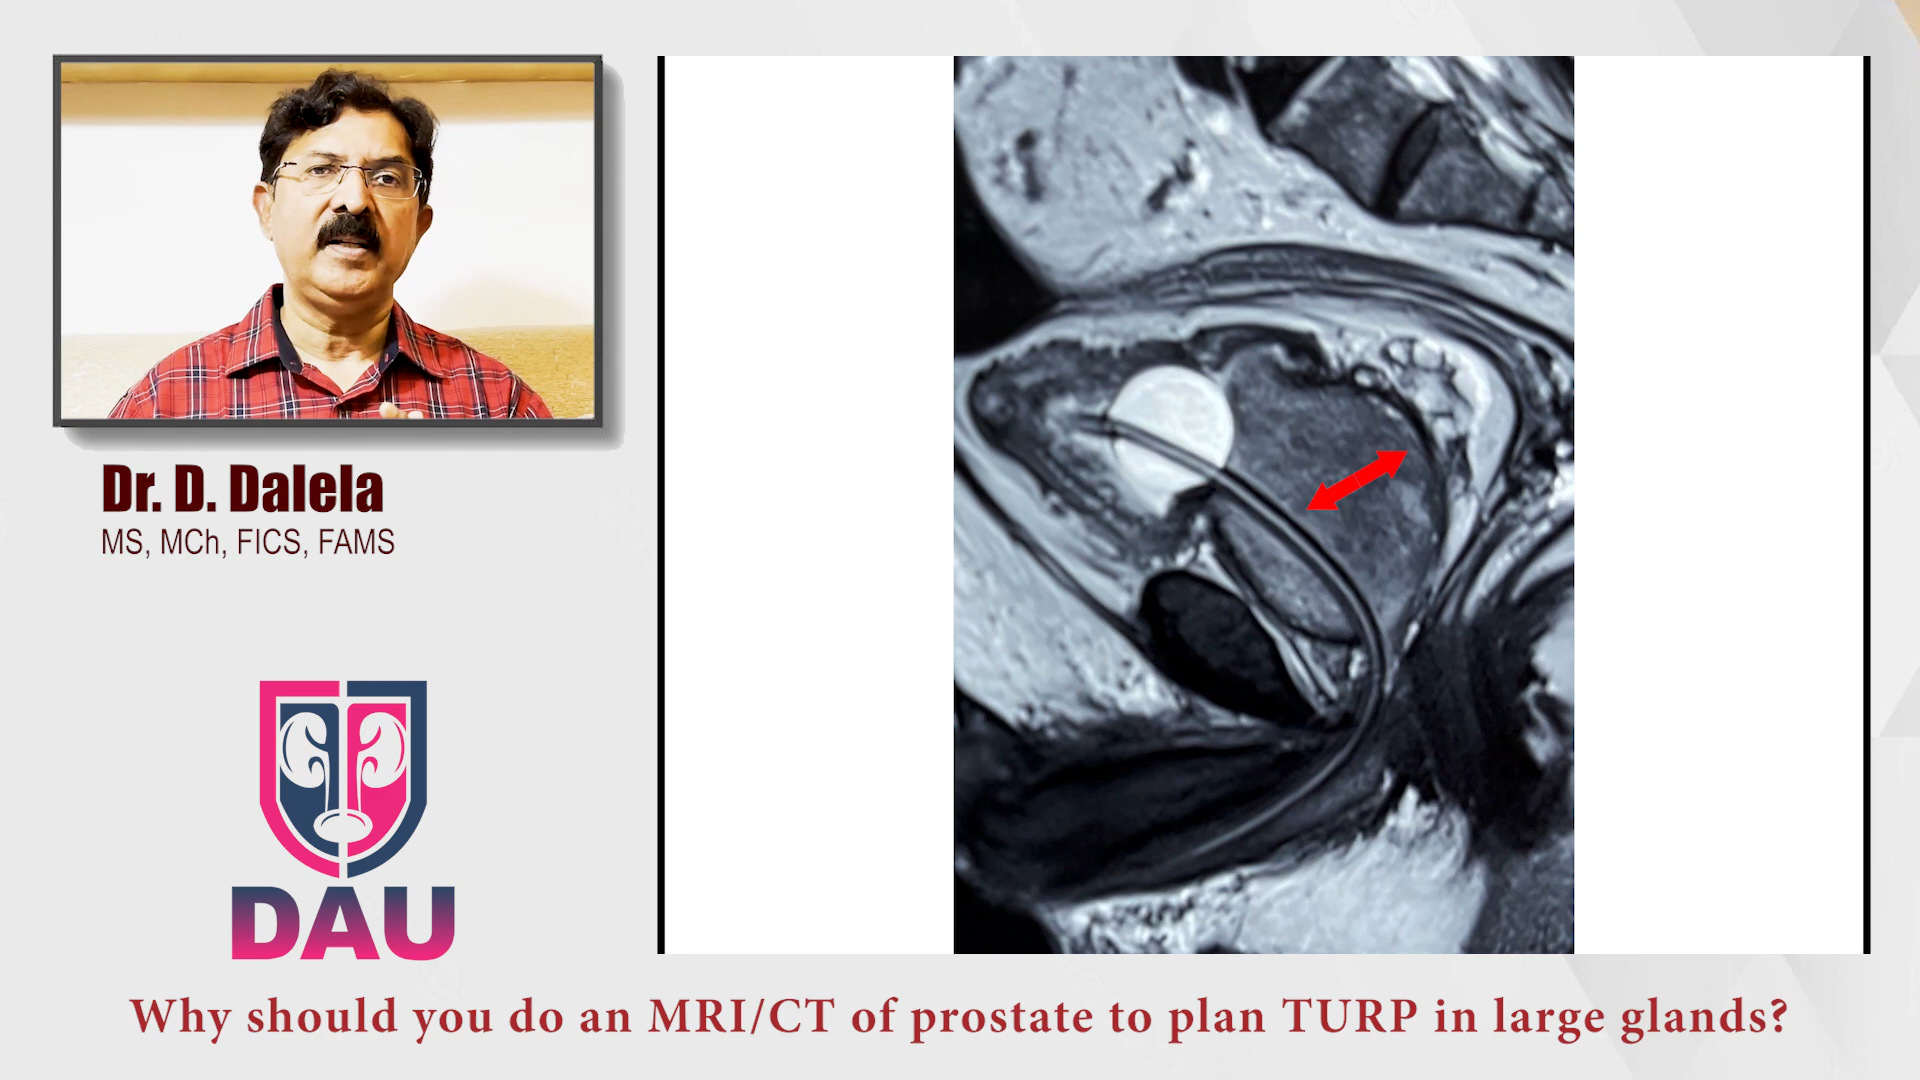 Dr. D. Dalela
MS, MCh, FICS, FAMS
DAU
Why should you do an MRI/CT of prostate to plan TURP in large glands?